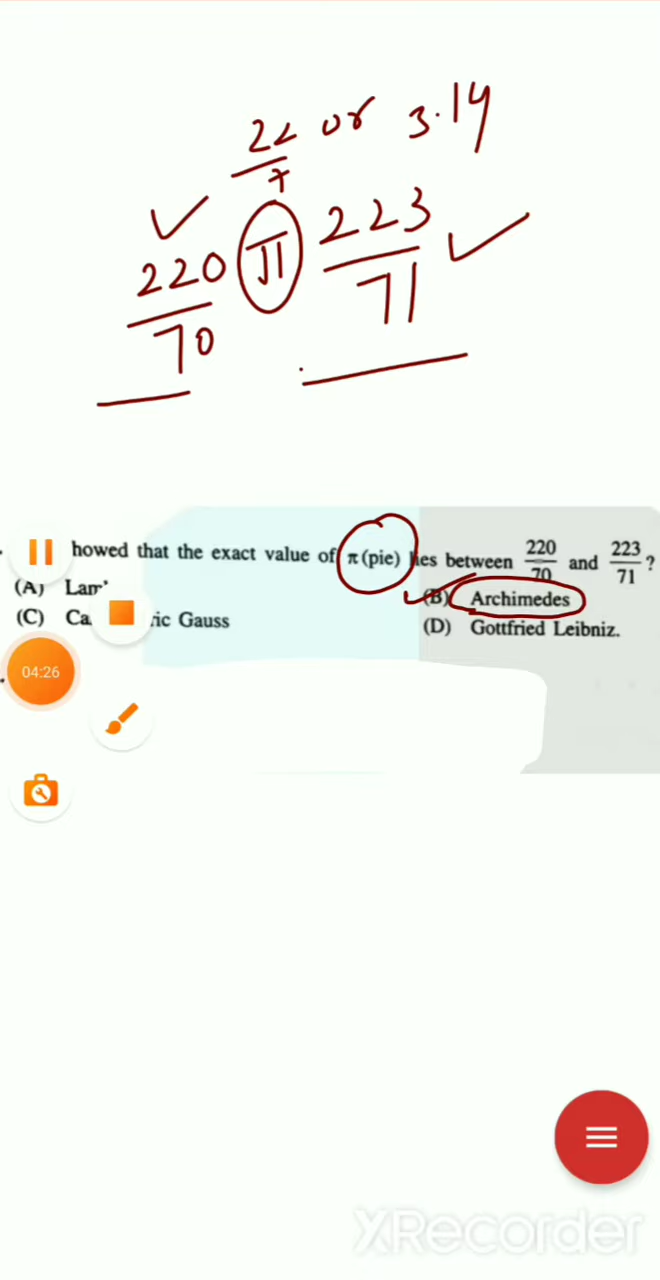 22/7 or 3.14
220/70 π 223/71
howed that the exact value of π (pie) lies between 220/70 and 223/71?
(A) Lam
(B) Archimedes
(C) Ca ric Gauss
(D) Gottfried Leibniz.
04:26
XRecorder